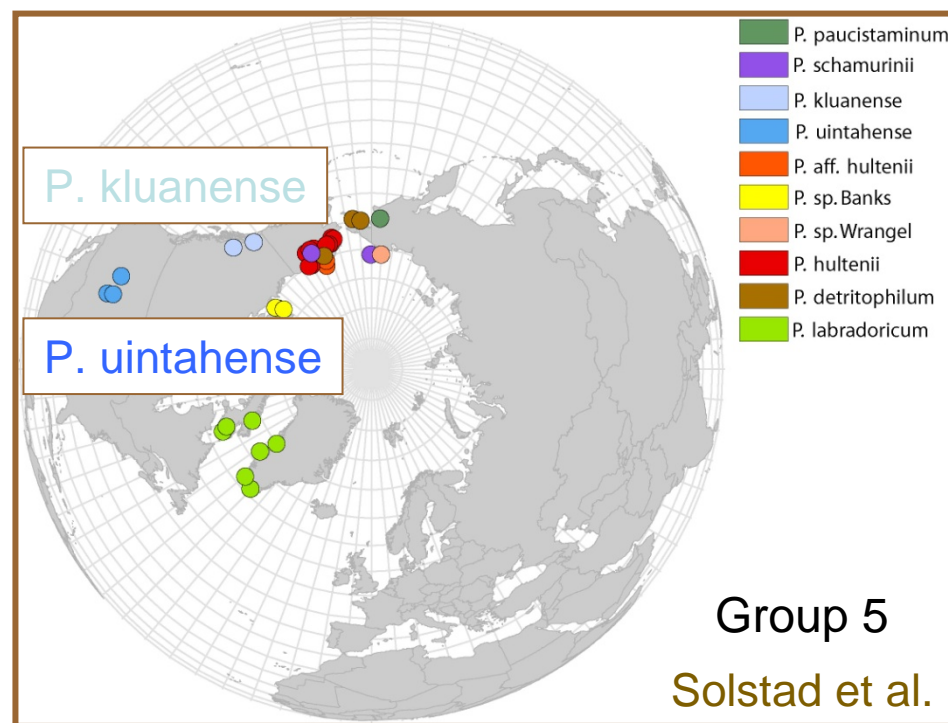 P. paucistaminum
P. schamurinii
P. kluanense
P. uintahense
P. aff. hultenii
P. sp. Banks
P. sp. Wrangel
P. hultenii
P. detritophilum
P. labradoricum
P. kluanense
P. uintahense
Group 5
Solstad et al.